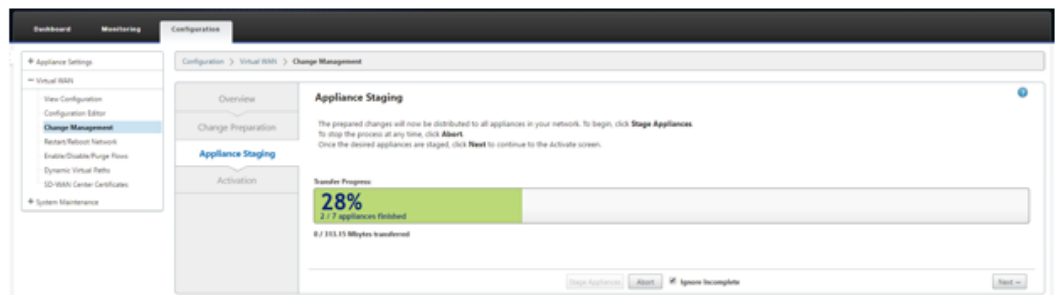 Dashboard Monitoring Configuration
+ Appliance Settings
− Virtual WAN
View Configuration
Configuration Editor
Change Management
Restart/Reboot Network
Enable/Disable/Purge Flows
Dynamic Virtual Paths
SD-WAN Center Certificates
+ System Maintenance
Configuration > Virtual WAN > Change Management
Overview
Change Preparation
Appliance Staging
Activation
Appliance Staging
?
The prepared changes will now be distributed to all appliances in your network. To begin, click Stage Appliances.
To stop the process at any time, click Abort.
Once the desired appliances are staged, click Next to continue to the Activate screen.
Transfer Progress:
28%
2 / 7 appliances finished
0 / 313.15 Mbytes transferred
Stage Appliances Abort Ignore Incomplete Next